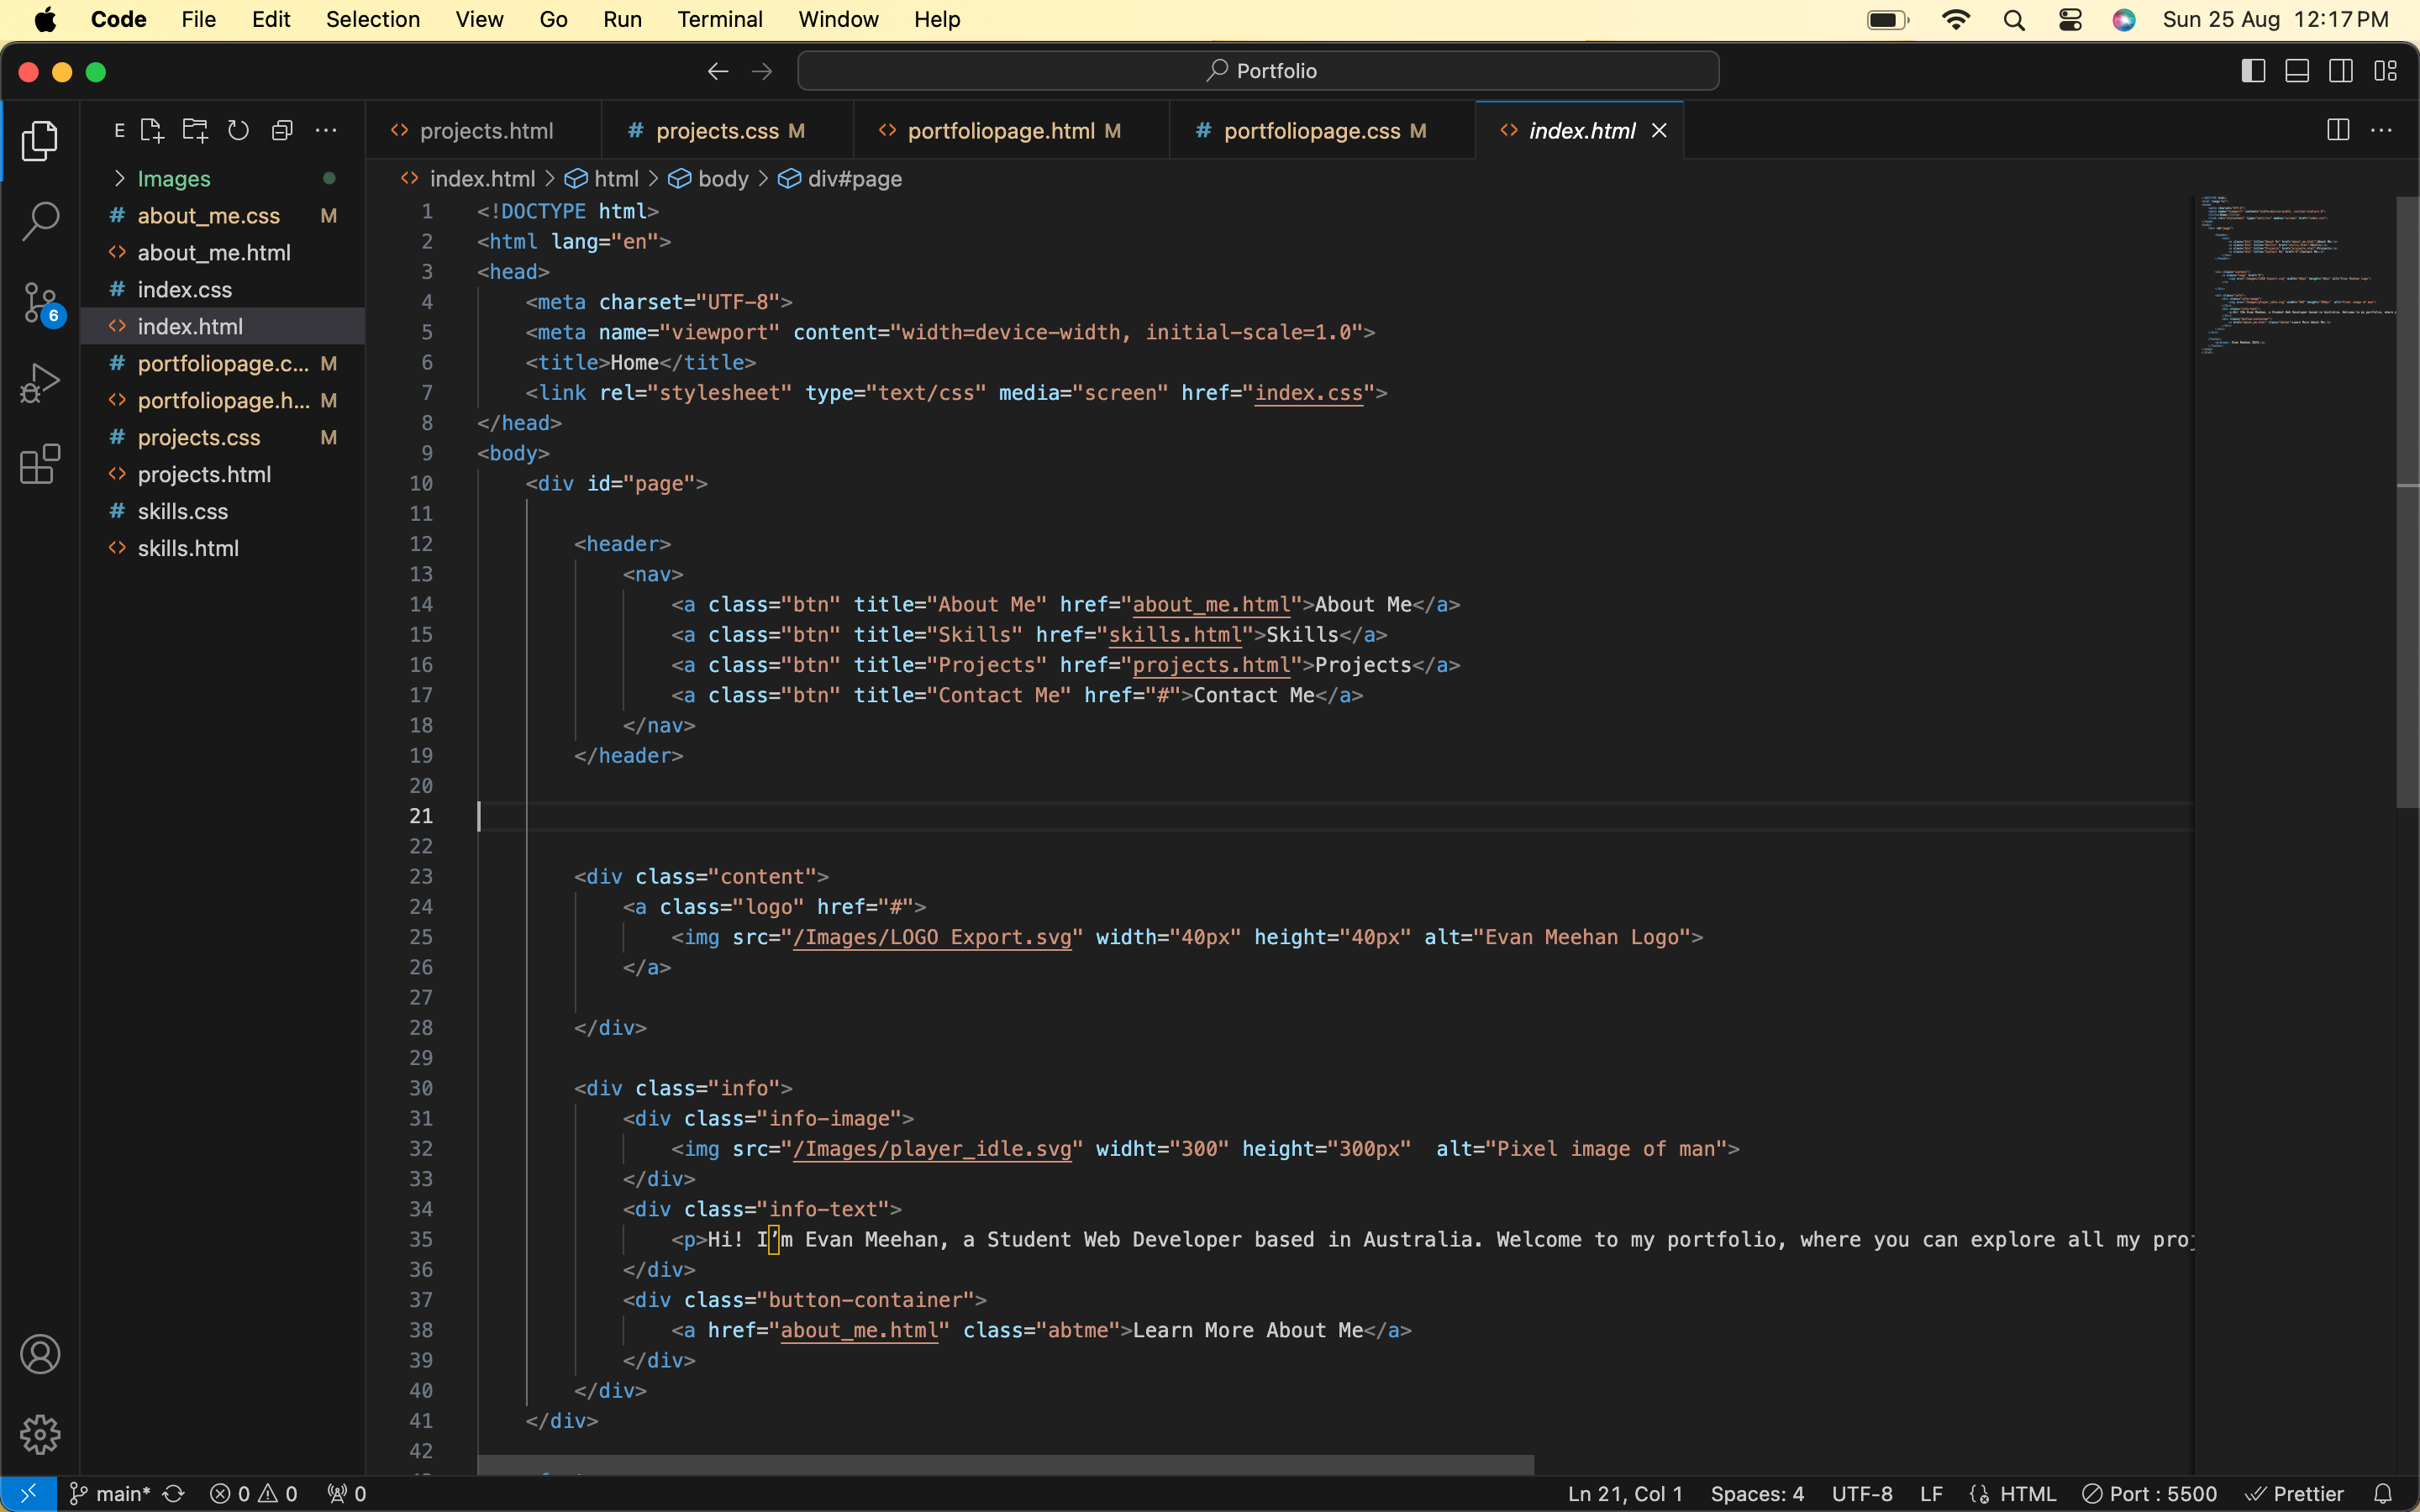 Code File Edit Selection View Go Run Terminal Window Help Sun 25 Aug 12:17 PM
Portfolio
E
projects.html projects.css M portfoliopage.html M portfoliopage.css M index.html
index.html > html > body > div#page
Images
about_me.css M
about_me.html
index.css
index.html
portfoliopage.c... M
portfoliopage.h... M
projects.css M
projects.html
skills.css
skills.html
6
1 <!DOCTYPE html>
2 <html lang="en">
3 <head>
4 <meta charset="UTF-8">
5 <meta name="viewport" content="width=device-width, initial-scale=1.0">
6 <title>Home</title>
7 <link rel="stylesheet" type="text/css" media="screen" href="index.css">
8 </head>
9 <body>
10 <div id="page">
11
12 <header>
13 <nav>
14 <a class="btn" title="About Me" href="about_me.html">About Me</a>
15 <a class="btn" title="Skills" href="skills.html">Skills</a>
16 <a class="btn" title="Projects" href="projects.html">Projects</a>
17 <a class="btn" title="Contact Me" href="#">Contact Me</a>
18 </nav>
19 </header>
20
21
22
23 <div class="content">
24 <a class="logo" href="#">
25 <img src="/Images/LOGO Export.svg" width="40px" height="40px" alt="Evan Meehan Logo">
26 </a>
27
28 </div>
29
30 <div class="info">
31 <div class="info-image">
32 <img src="/Images/player_idle.svg" widht="300" height="300px"  alt="Pixel image of man">
33 </div>
34 <div class="info-text">
35 <p>Hi! I’m Evan Meehan, a Student Web Developer based in Australia. Welcome to my portfolio, where you can explore all my proj
36 </div>
37 <div class="button-container">
38 <a href="about_me.html" class="abtme">Learn More About Me</a>
39 </div>
40 </div>
41 </div>
42
main* 0 0 0 Ln 21, Col 1 Spaces: 4 UTF-8 LF HTML Port : 5500 Prettier